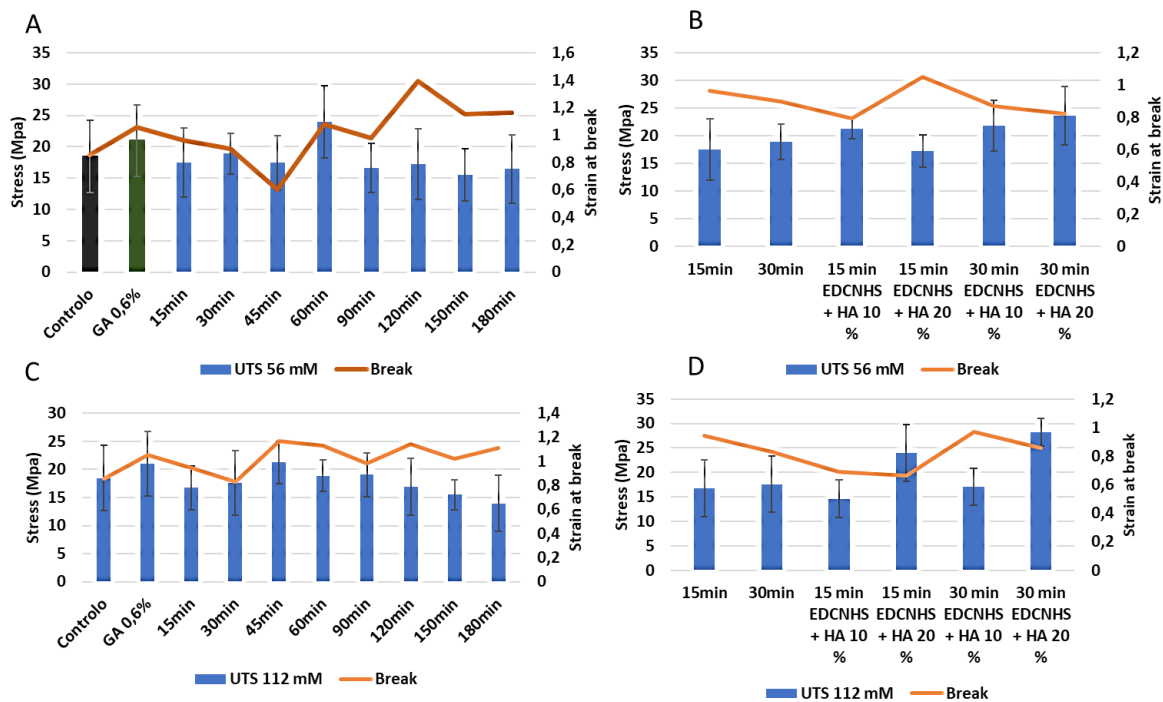 A
Stress (Mpa)
35
30
25
20
15
10
5
0
1,6
1,4
1,2
1
0,8
0,6
0,4
0,2
0
Strain at break
Controlo
GA 0,6%
15min
30min
45min
60min
90min
120min
150min
180min
UTS 56 mM
Break
B
Stress (Mpa)
35
30
25
20
15
10
5
0
1,2
1
0,8
0,6
0,4
0,2
0
Strain at break
15min
30min
15 min
EDCNHS
+ HA 10
%
15 min
EDCNHS
+ HA 20
%
30 min
EDCNHS
+ HA 10
%
30 min
EDCNHS
+ HA 20
%
UTS 56 mM
Break
C
Stress (Mpa)
30
25
20
15
10
5
0
1,4
1,2
1
0,8
0,6
0,4
0,2
0
Strain at break
Controlo
GA 0,6%
15min
30min
45min
60min
90min
120min
150min
180min
UTS 112 mM
Break
D
Stress (Mpa)
35
30
25
20
15
10
5
0
1,2
1
0,8
0,6
0,4
0,2
0
Strain at break
15min
30min
15 min
EDCNHS
+ HA 10
%
15 min
EDCNHS
+ HA 20
%
30 min
EDCNHS
+ HA 10
%
30 min
EDCNHS
+ HA 20
%
UTS 112 mM
Break